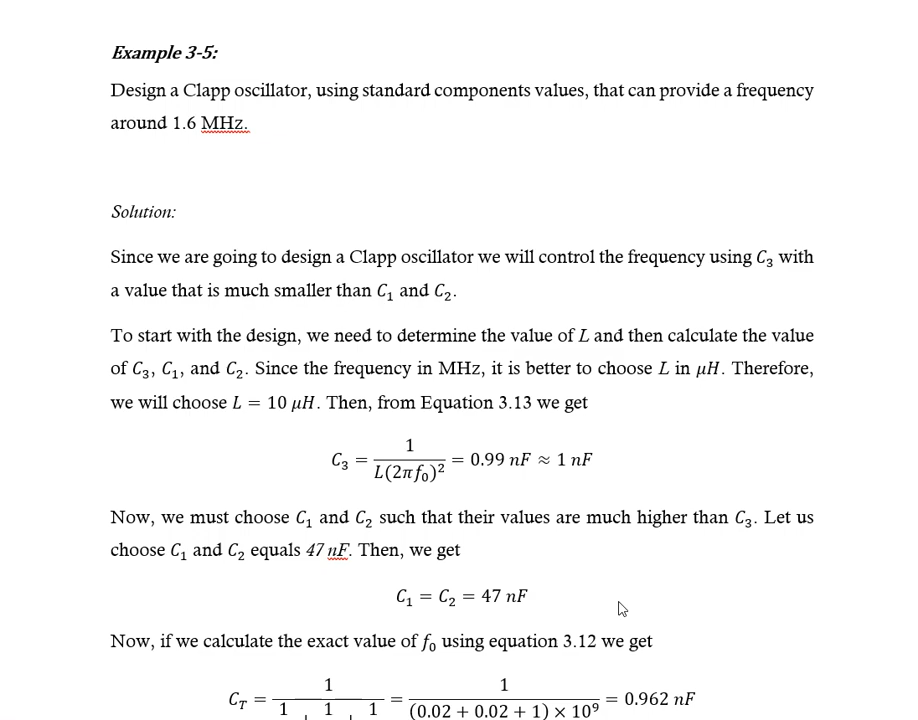 Example 3-5:
Design a Clapp oscillator, using standard components values, that can provide a frequency
around 1.6 MHz.
Solution:
Since we are going to design a Clapp oscillator we will control the frequency using C₃ with
a value that is much smaller than C₁ and C₂.
To start with the design, we need to determine the value of L and then calculate the value
of C₃, C₁, and C₂. Since the frequency in MHz, it is better to choose L in μH. Therefore,
we will choose L = 10 μH. Then, from Equation 3.13 we get
C₃ = 1 / L(2πf₀)² = 0.99 nF ≈ 1 nF
Now, we must choose C₁ and C₂ such that their values are much higher than C₃. Let us
choose C₁ and C₂ equals 47 nF. Then, we get
C₁ = C₂ = 47 nF
Now, if we calculate the exact value of f₀ using equation 3.12 we get
C_T = 1 / 1 + 1 + 1 = 1 / (0.02 + 0.02 + 1) × 10⁹ = 0.962 nF